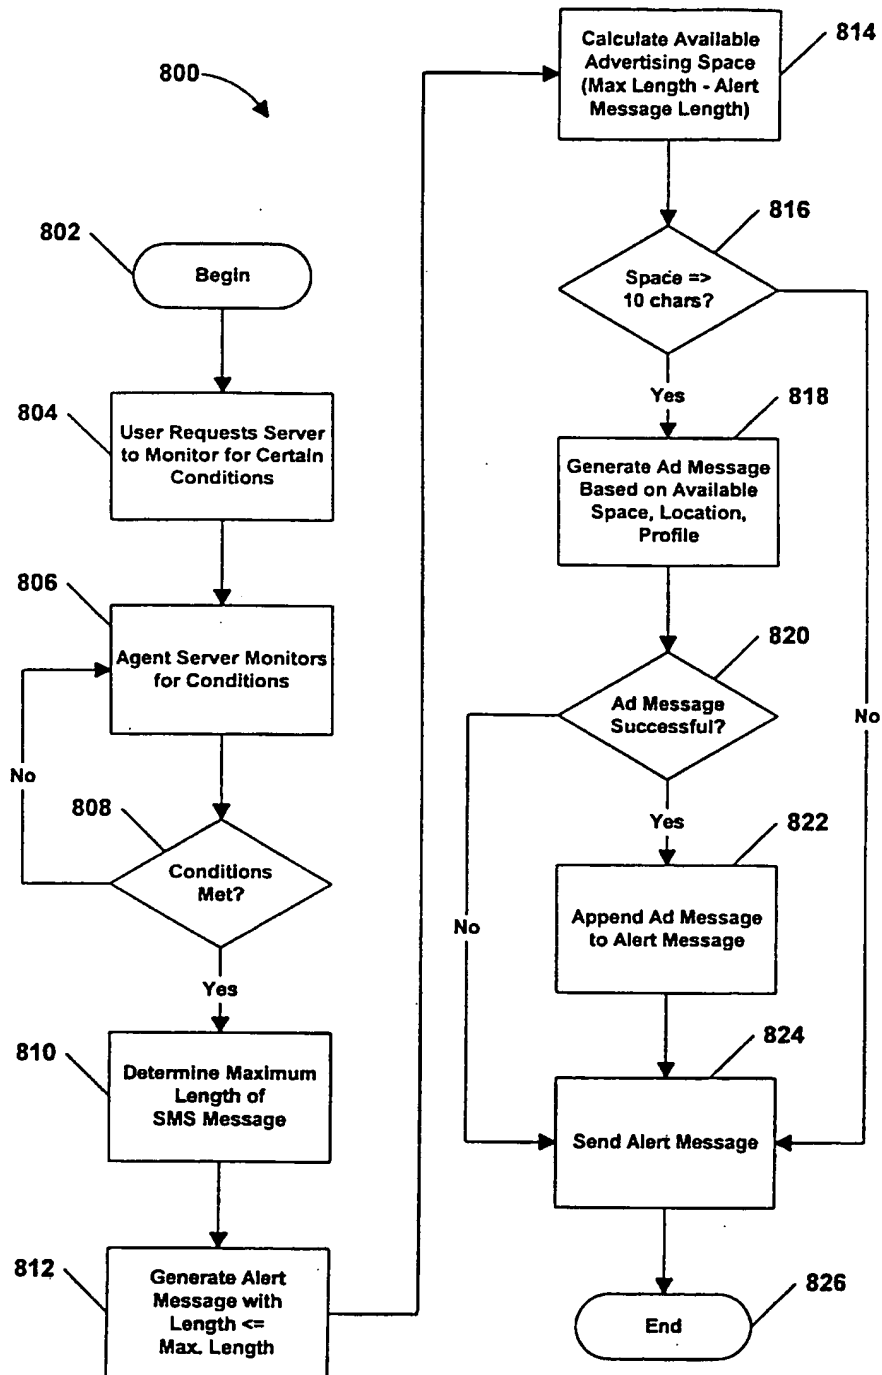 800
802
Begin
804
User Requests Server
to Monitor for Certain
Conditions
806
Agent Server Monitors
for Conditions
No
808
Conditions
Met?
Yes
810
Determine Maximum
Length of
SMS Message
812
Generate Alert
Message with
Length <=
Max. Length
814
Calculate Available
Advertising Space
(Max Length - Alert
Message Length)
816
Space =>
10 chars?
Yes
No
818
Generate Ad Message
Based on Available
Space, Location,
Profile
820
Ad Message
Successful?
Yes
No
822
Append Ad Message
to Alert Message
824
Send Alert Message
826
End